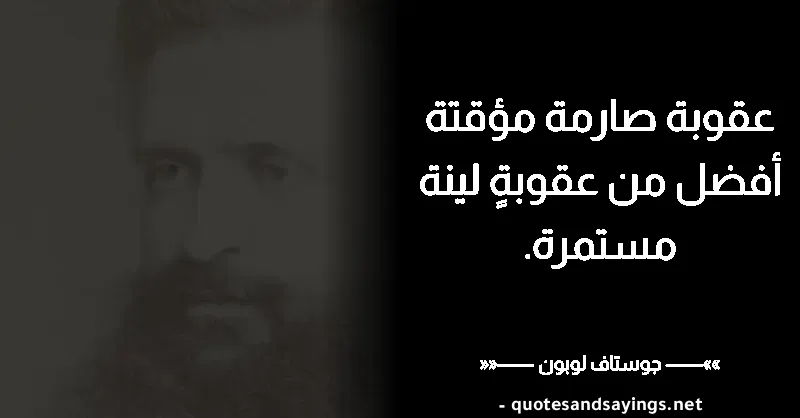 عقوبة صارمة مؤقتة
أفضل من عقوبةٍ لينة
مستمرة.
»»—— جوستاف لوبون ——««
- quotesandsayings.net